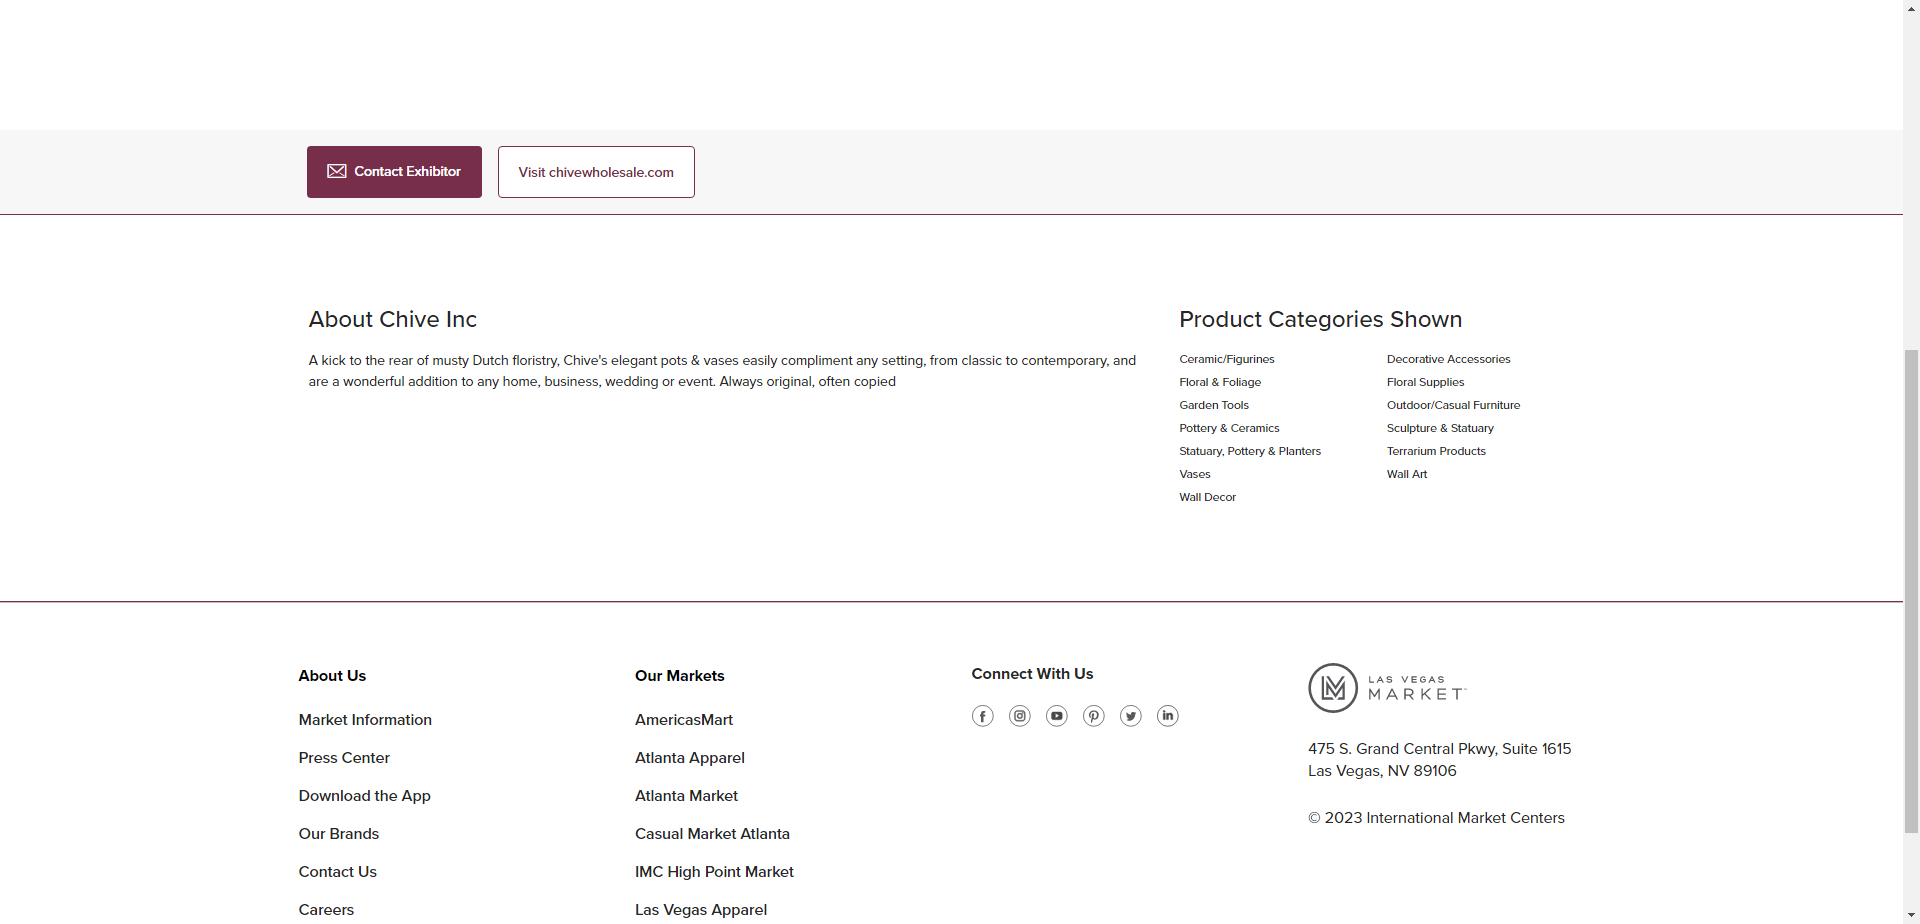 Contact Exhibitor
Visit chivewholesale.com
About Chive Inc
A kick to the rear of musty Dutch floristry, Chive's elegant pots & vases easily compliment any setting, from classic to contemporary, and
are a wonderful addition to any home, business, wedding or event. Always original, often copied
Product Categories Shown
Ceramic/Figurines
Decorative Accessories
Floral & Foliage
Floral Supplies
Garden Tools
Outdoor/Casual Furniture
Pottery & Ceramics
Sculpture & Statuary
Statuary, Pottery & Planters
Terrarium Products
Vases
Wall Art
Wall Decor
About Us
Market Information
Press Center
Download the App
Our Brands
Contact Us
Careers
Our Markets
AmericasMart
Atlanta Apparel
Atlanta Market
Casual Market Atlanta
IMC High Point Market
Las Vegas Apparel
Connect With Us
LAS VEGAS
MARKET
475 S. Grand Central Pkwy, Suite 1615
Las Vegas, NV 89106
© 2023 International Market Centers